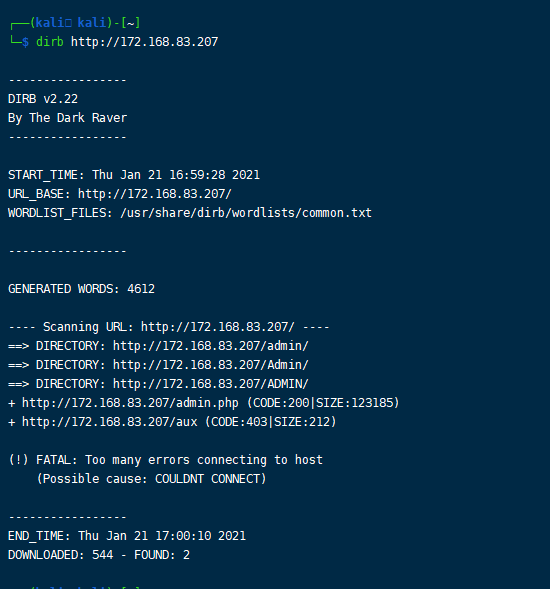 ┌──(kali㉿kali)-[~]
└─$ dirb http://172.168.83.207
-----------------
DIRB v2.22
By The Dark Raver
-----------------
START_TIME: Thu Jan 21 16:59:28 2021
URL_BASE: http://172.168.83.207/
WORDLIST_FILES: /usr/share/dirb/wordlists/common.txt
-----------------
GENERATED WORDS: 4612
---- Scanning URL: http://172.168.83.207/ ----
==> DIRECTORY: http://172.168.83.207/admin/
==> DIRECTORY: http://172.168.83.207/Admin/
==> DIRECTORY: http://172.168.83.207/ADMIN/
+ http://172.168.83.207/admin.php (CODE:200|SIZE:123185)
+ http://172.168.83.207/aux (CODE:403|SIZE:212)
(!) FATAL: Too many errors connecting to host
(Possible cause: COULDNT CONNECT)
-----------------
END_TIME: Thu Jan 21 17:00:10 2021
DOWNLOADED: 544 - FOUND: 2